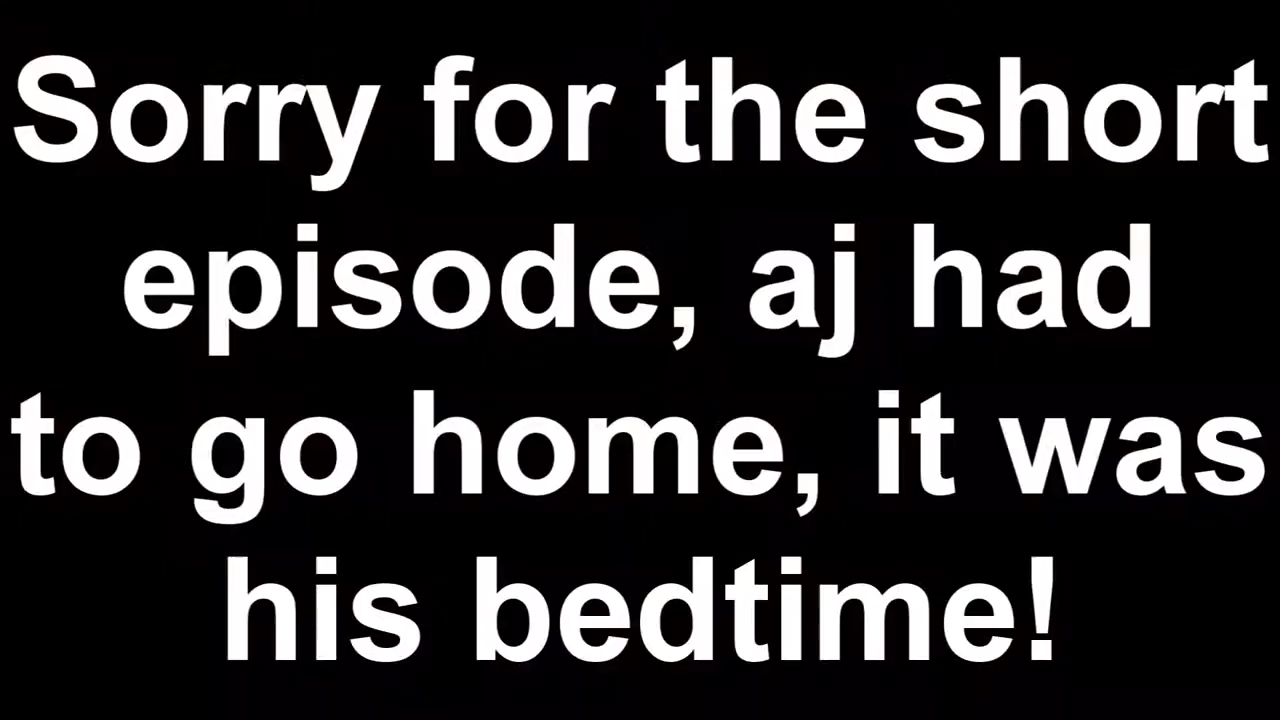 Sorry for the short
episode, aj had
to go home, it was
his bedtime!